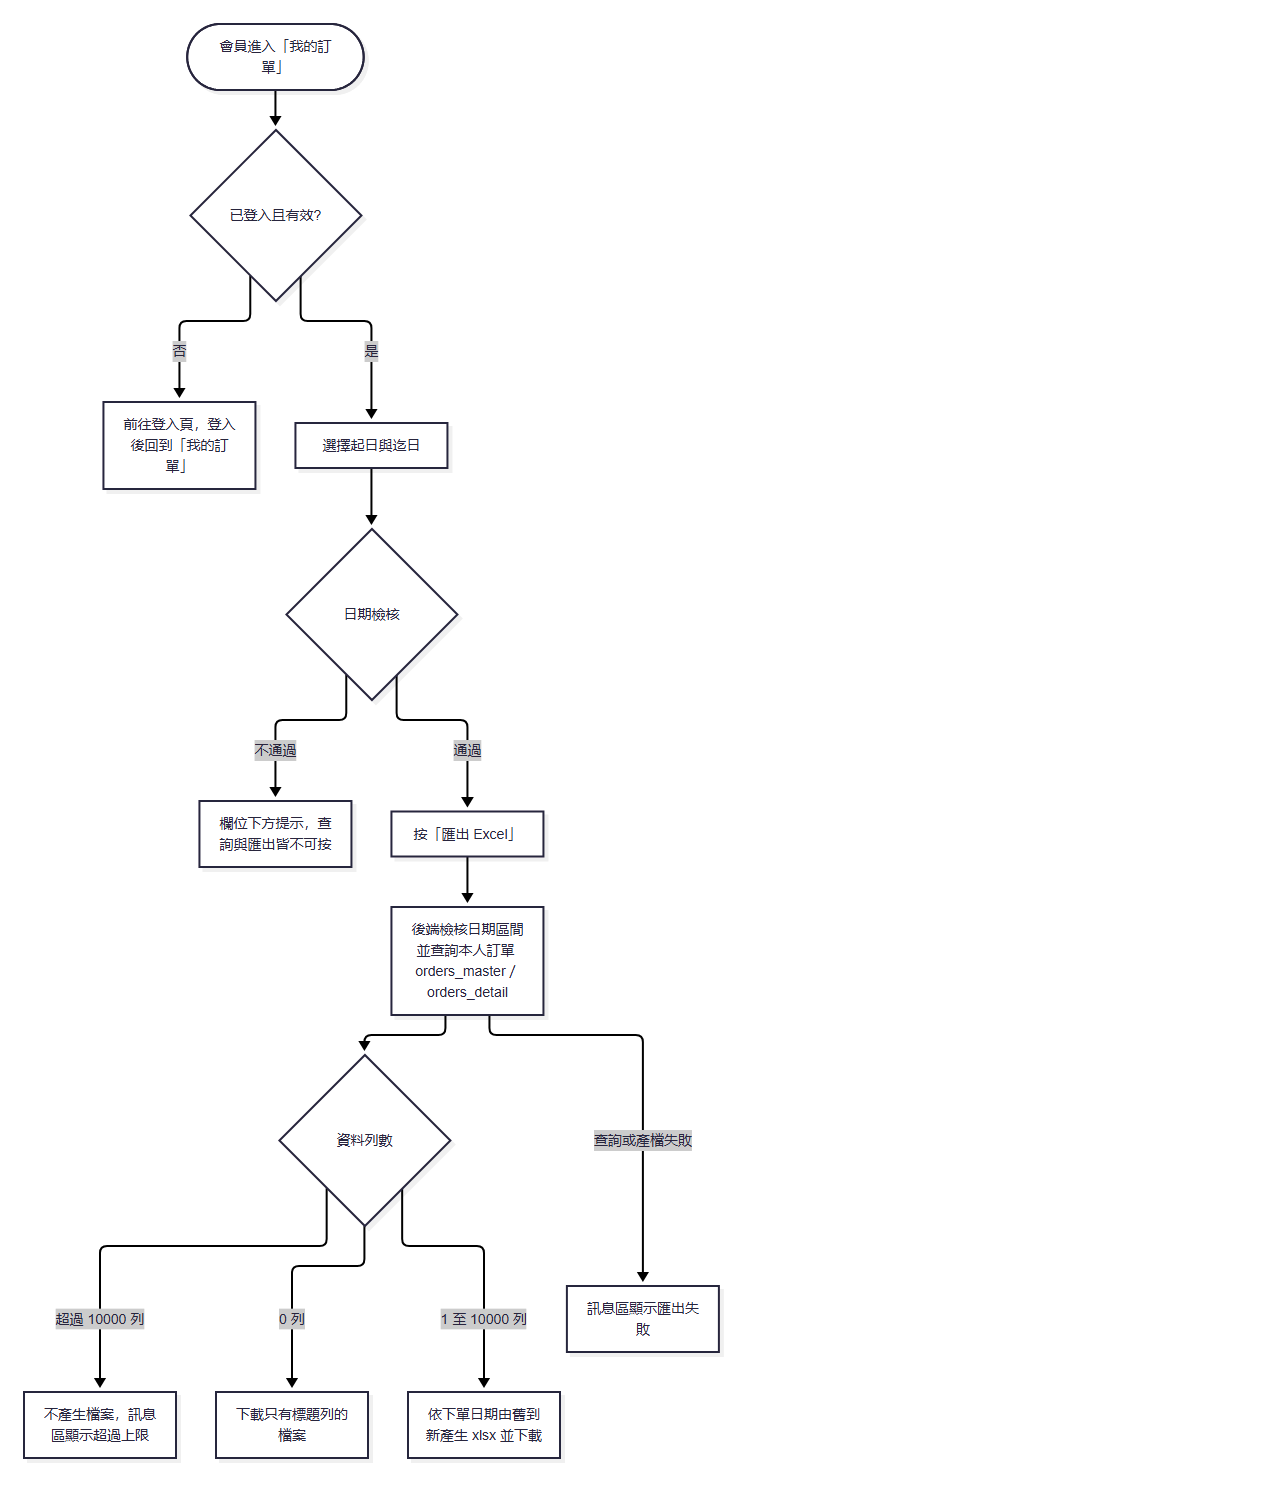 會員進入「我的訂
單」
已登入且有效?
否
是
前往登入頁，登入
後回到「我的訂
單」
選擇起日與迄日
日期檢核
不通過
通過
欄位下方提示，查
詢與匯出皆不可按
按「匯出 Excel」
後端檢核日期區間
並查詢本人訂單
orders_master /
orders_detail
資料列數
查詢或產檔失敗
超過 10000 列
0 列
1 至 10000 列
訊息區顯示匯出失
敗
不產生檔案，訊息
區顯示超過上限
下載只有標題列的
檔案
依下單日期由舊到
新產生 xlsx 並下載